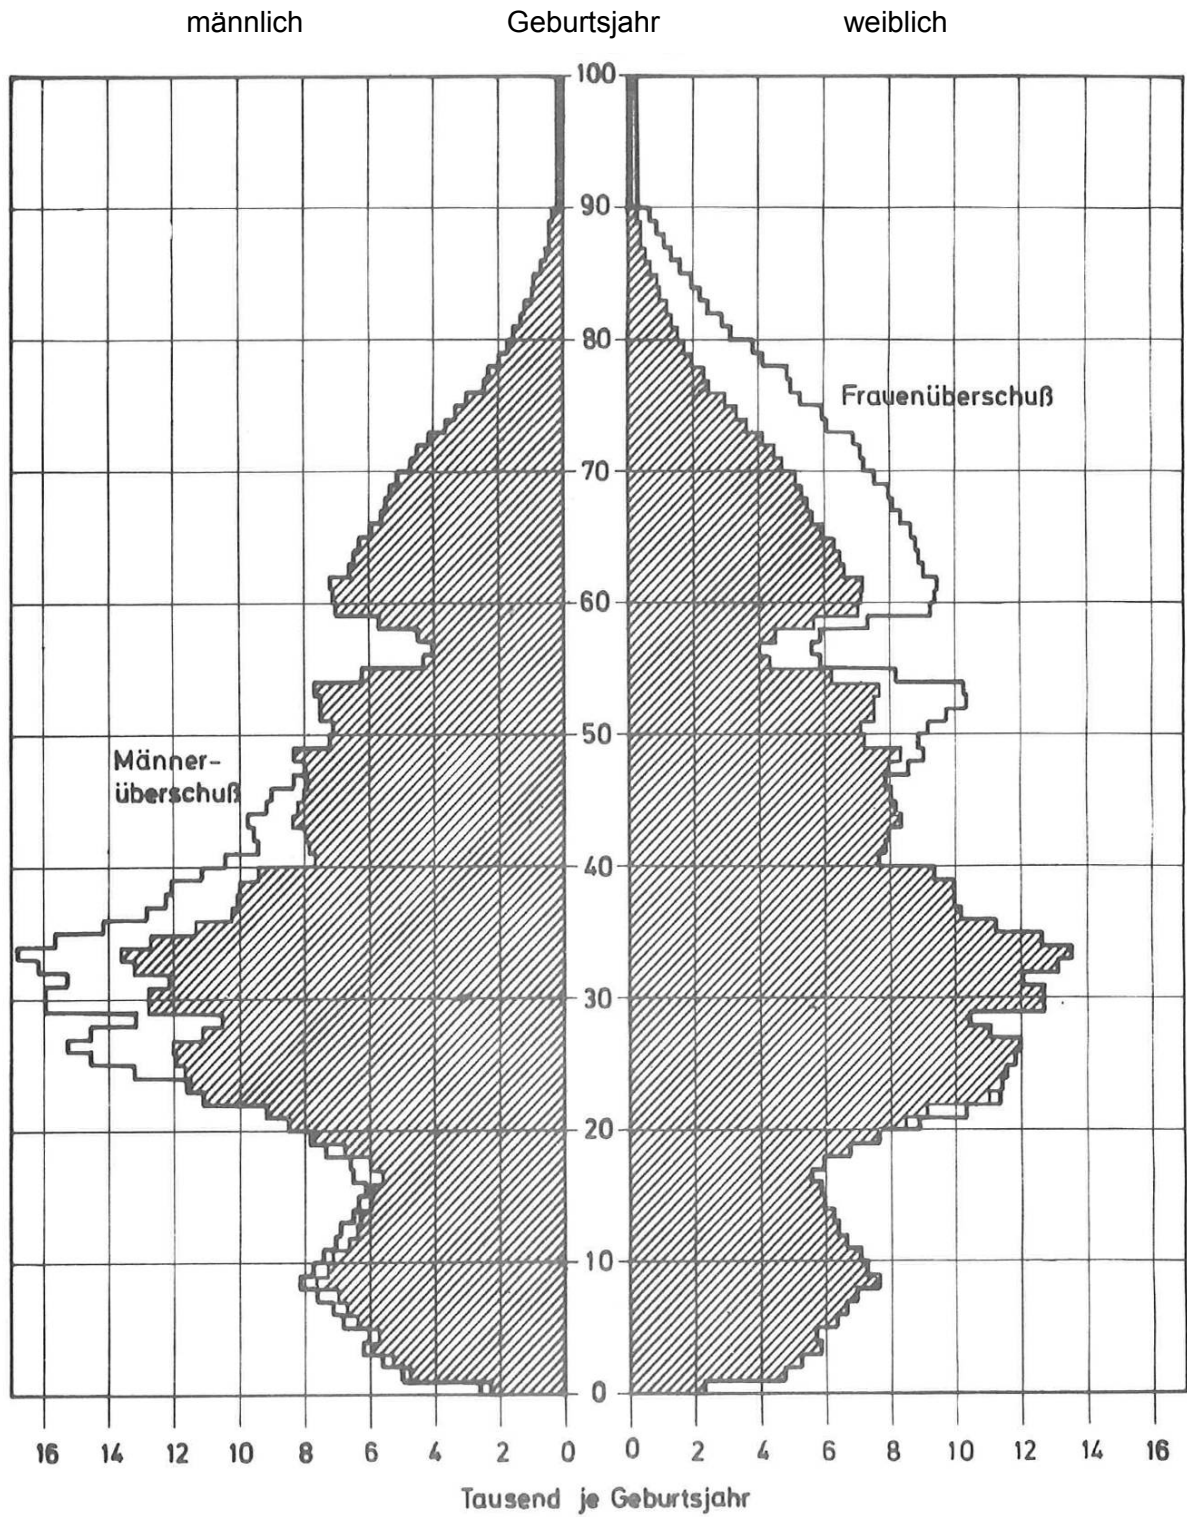 männlich Geburtsjahr weiblich
100
90
80
Frauenüberschuß
70
60
50
Männer-
überschuß
40
30
20
10
0
16 14 12 10 8 6 4 2 0 0 2 4 6 8 10 12 14 16
Tausend je Geburtsjahr